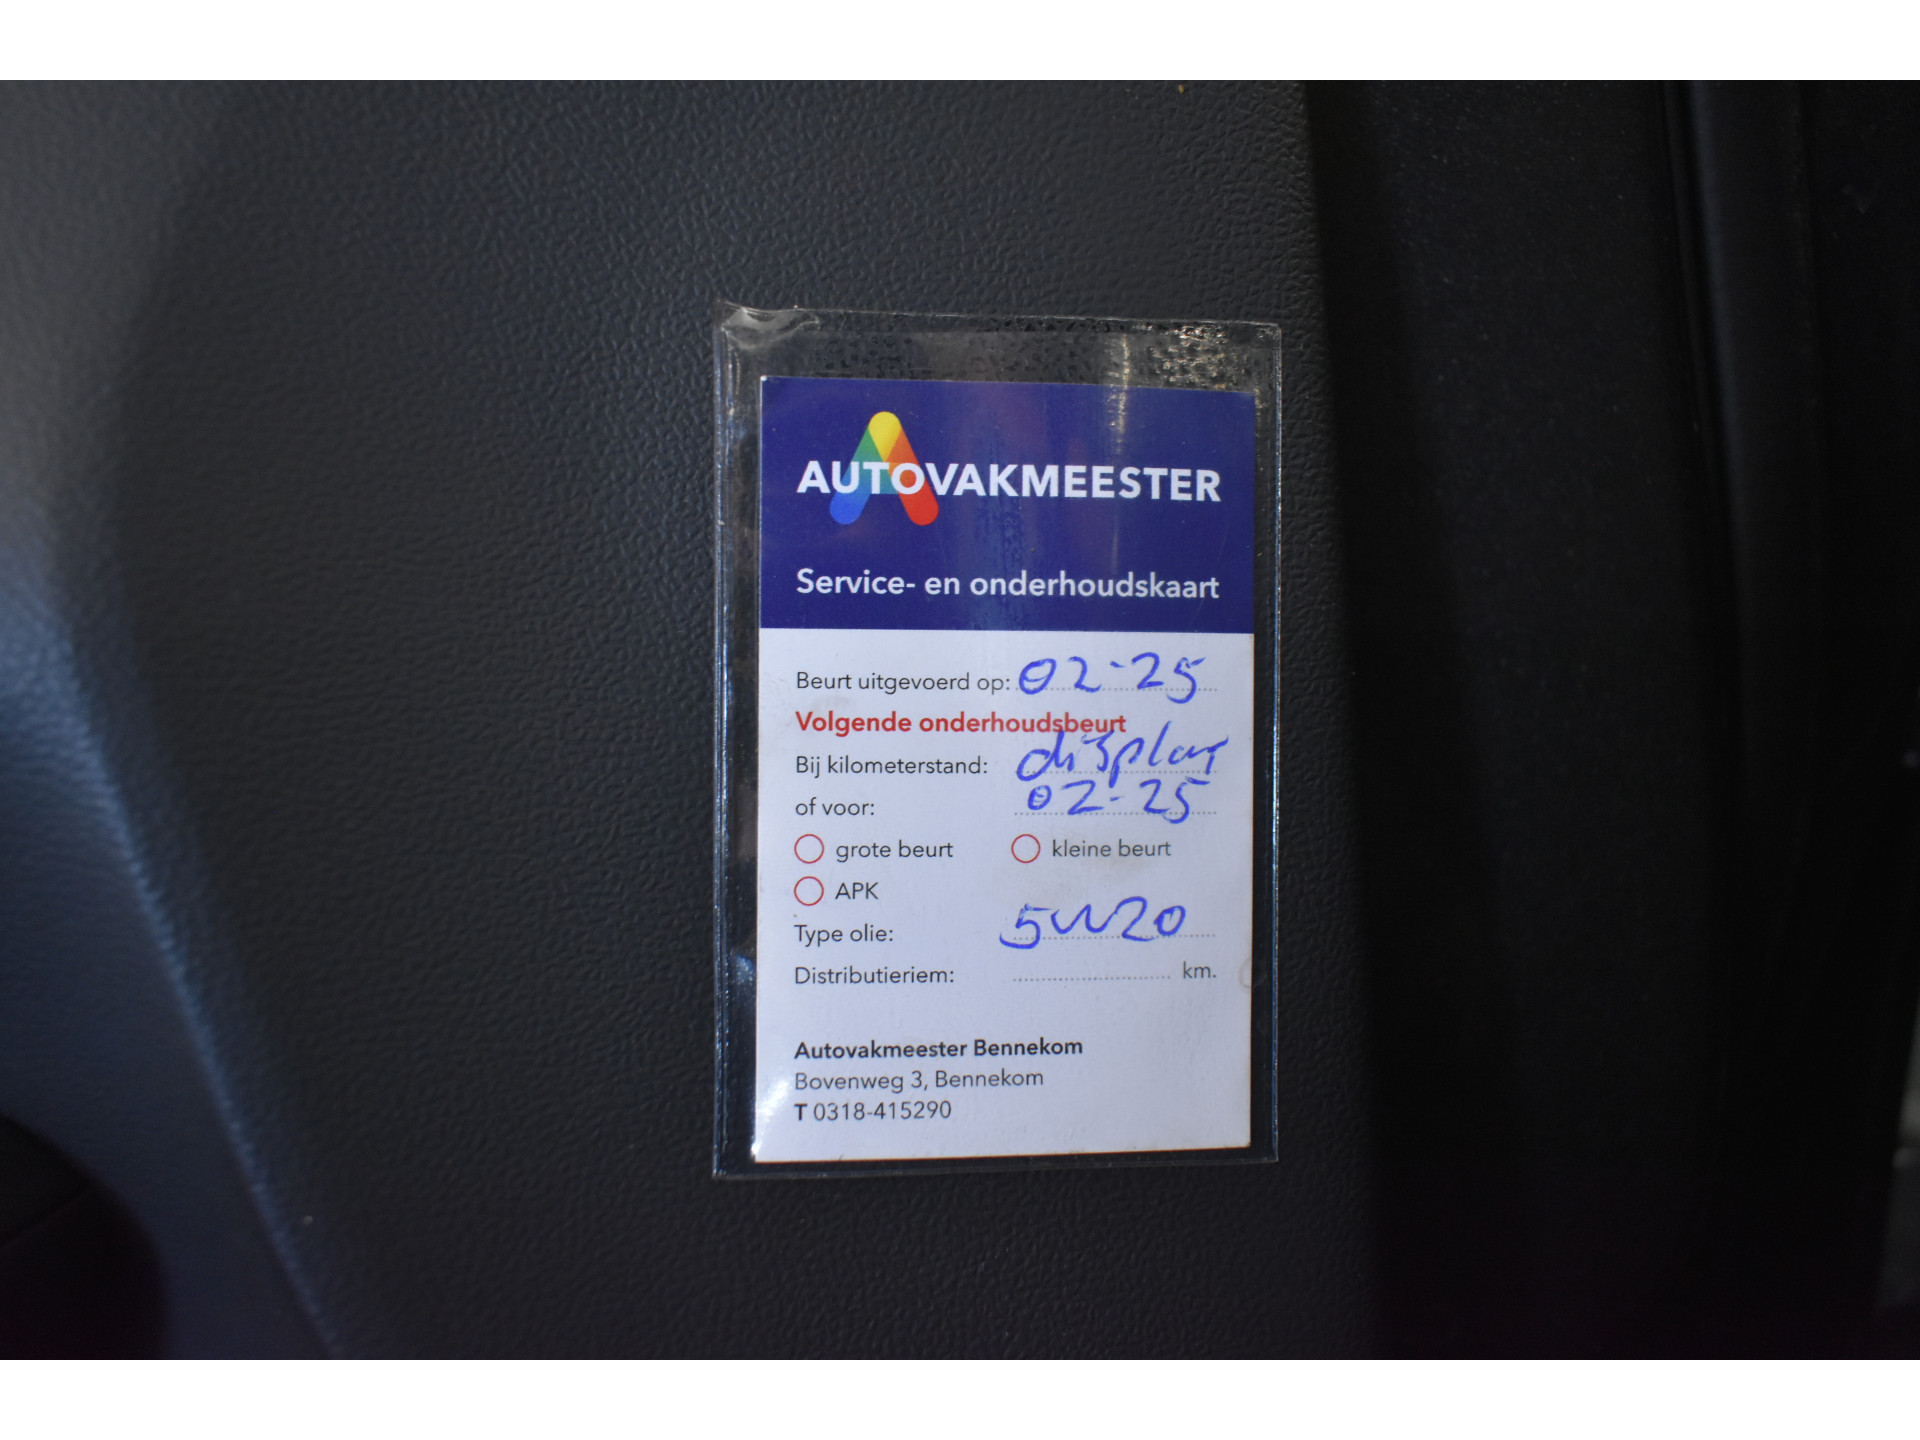 AUTOVAKMEESTER
Service- en onderhoudskaart
Beurt uitgevoerd op: 02-25
Volgende onderhoudsbeurt
Bij kilometerstand: display
of voor: 02-25
grote beurt kleine beurt
APK
Type olie: 5W20
Distributieriem: km.
Autovakmeester Bennekom
Bovenweg 3, Bennekom
T 0318-415290